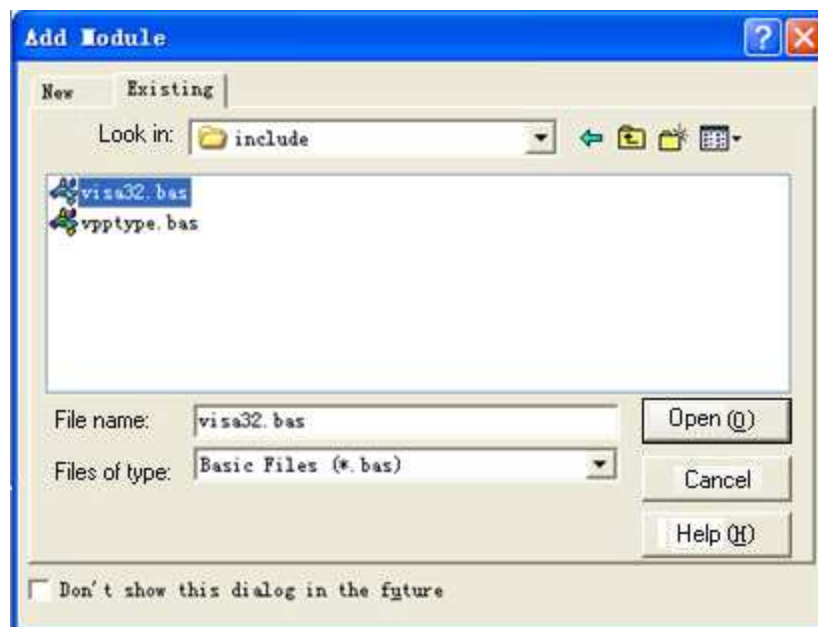 Add Module
New Existing
Look in: include
visa32.bas
vpptype.bas
File name: visa32.bas
Open (O)
Files of type: Basic Files (*.bas)
Cancel
Help (H)
Don't show this dialog in the future